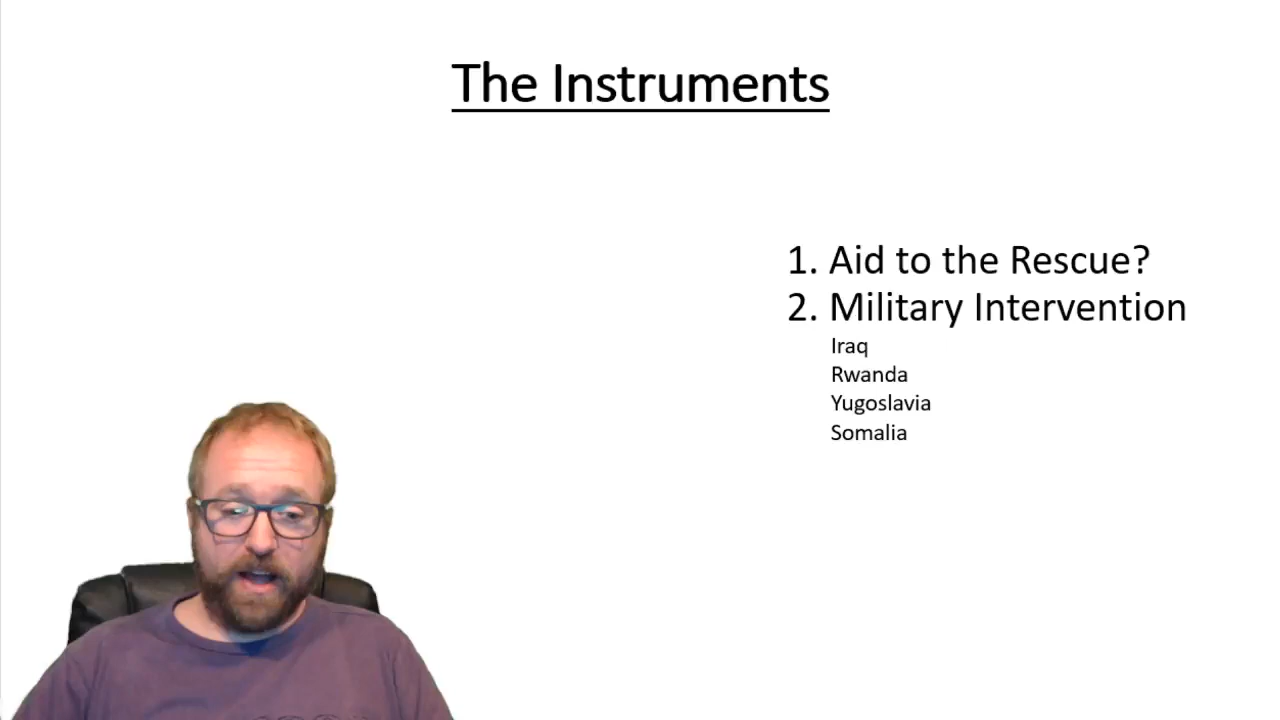 The Instruments
1. Aid to the Rescue?
2. Military Intervention
Iraq
Rwanda
Yugoslavia
Somalia